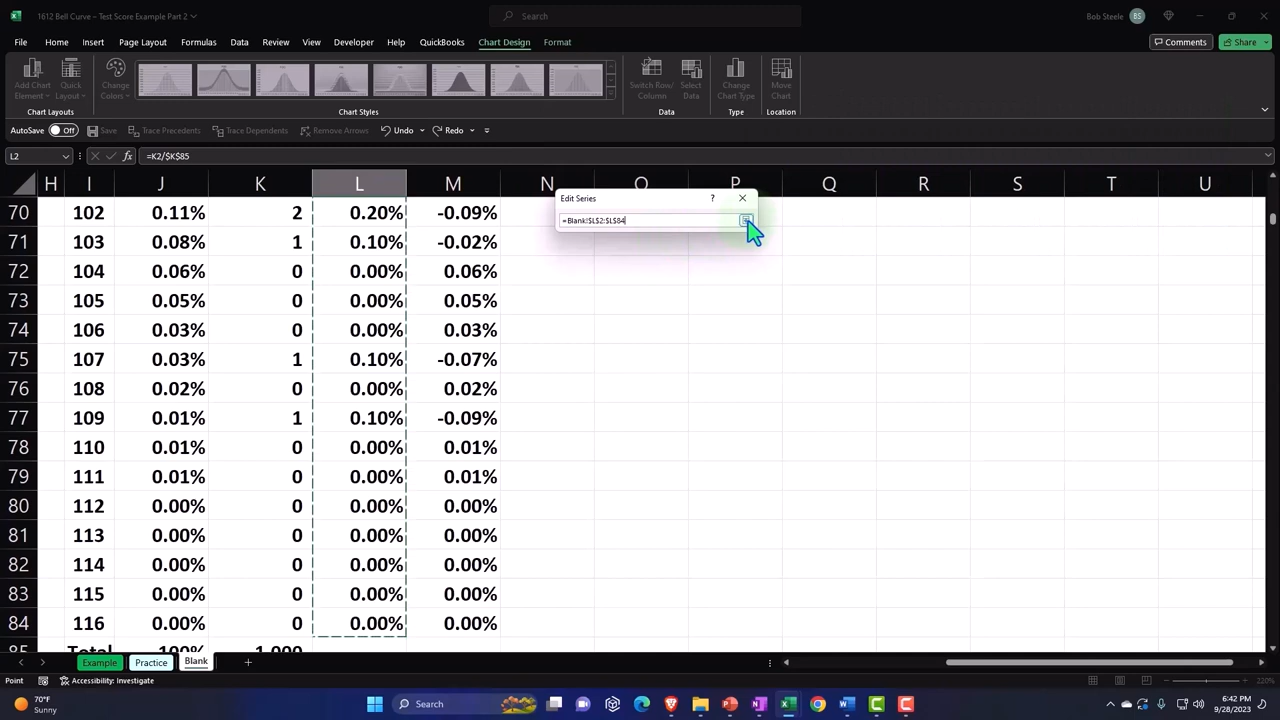 1612 Bell Curve – Test Score Example Part 2
Search
Bob Steele BS
File Home Insert Page Layout Formulas Data Review View Developer Help QuickBooks Chart Design Format
Comments Share
Add Chart Element Quick Layout Change Colors Switch Row/Column Select Data Change Chart Type Move Chart
Chart Layouts Chart Styles Data Type Location
AutoSave Off Save Trace Precedents Trace Dependents Remove Arrows Undo Redo
L2 fx =K2/$K$85
H I J K L M N O P Q R S T U
Edit Series ?
=Blank!$L$2:$L$84
70 102 0.11% 2 0.20% -0.09%
71 103 0.08% 1 0.10% -0.02%
72 104 0.06% 0 0.00% 0.06%
73 105 0.05% 0 0.00% 0.05%
74 106 0.03% 0 0.00% 0.03%
75 107 0.03% 1 0.10% -0.07%
76 108 0.02% 0 0.00% 0.02%
77 109 0.01% 1 0.10% -0.09%
78 110 0.01% 0 0.00% 0.01%
79 111 0.01% 0 0.00% 0.01%
80 112 0.00% 0 0.00% 0.00%
81 113 0.00% 0 0.00% 0.00%
82 114 0.00% 0 0.00% 0.00%
83 115 0.00% 0 0.00% 0.00%
84 116 0.00% 0 0.00% 0.00%
85 Total 100% 1,000
Example Practice Blank
Point Accessibility: Investigate 220%
70°F Cloudy Search 6:42 PM
9/28/2023